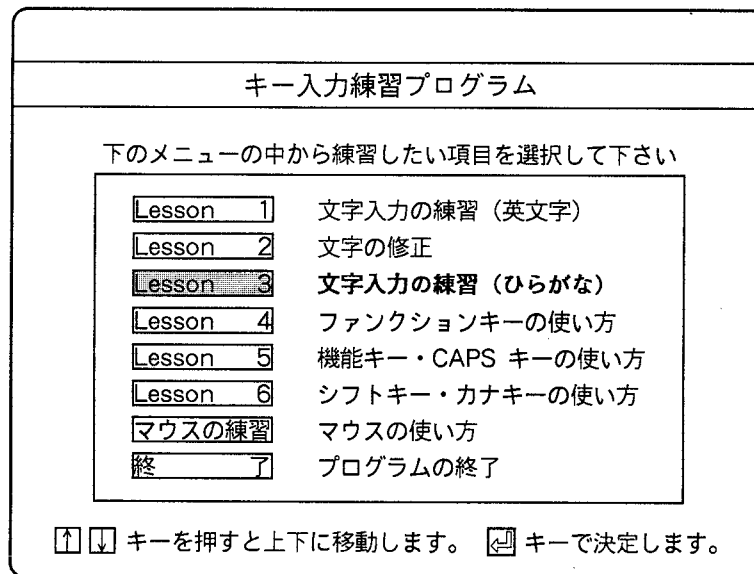 キー入力練習プログラム
下のメニューの中から練習したい項目を選択して下さい
Lesson 1 文字入力の練習（英文字）
Lesson 2 文字の修正
Lesson 3 文字入力の練習（ひらがな）
Lesson 4 ファンクションキーの使い方
Lesson 5 機能キー・CAPS キーの使い方
Lesson 6 シフトキー・カナキーの使い方
マウスの練習 マウスの使い方
終 了 プログラムの終了
↑ ↓ キーを押すと上下に移動します。 ↵ キーで決定します。